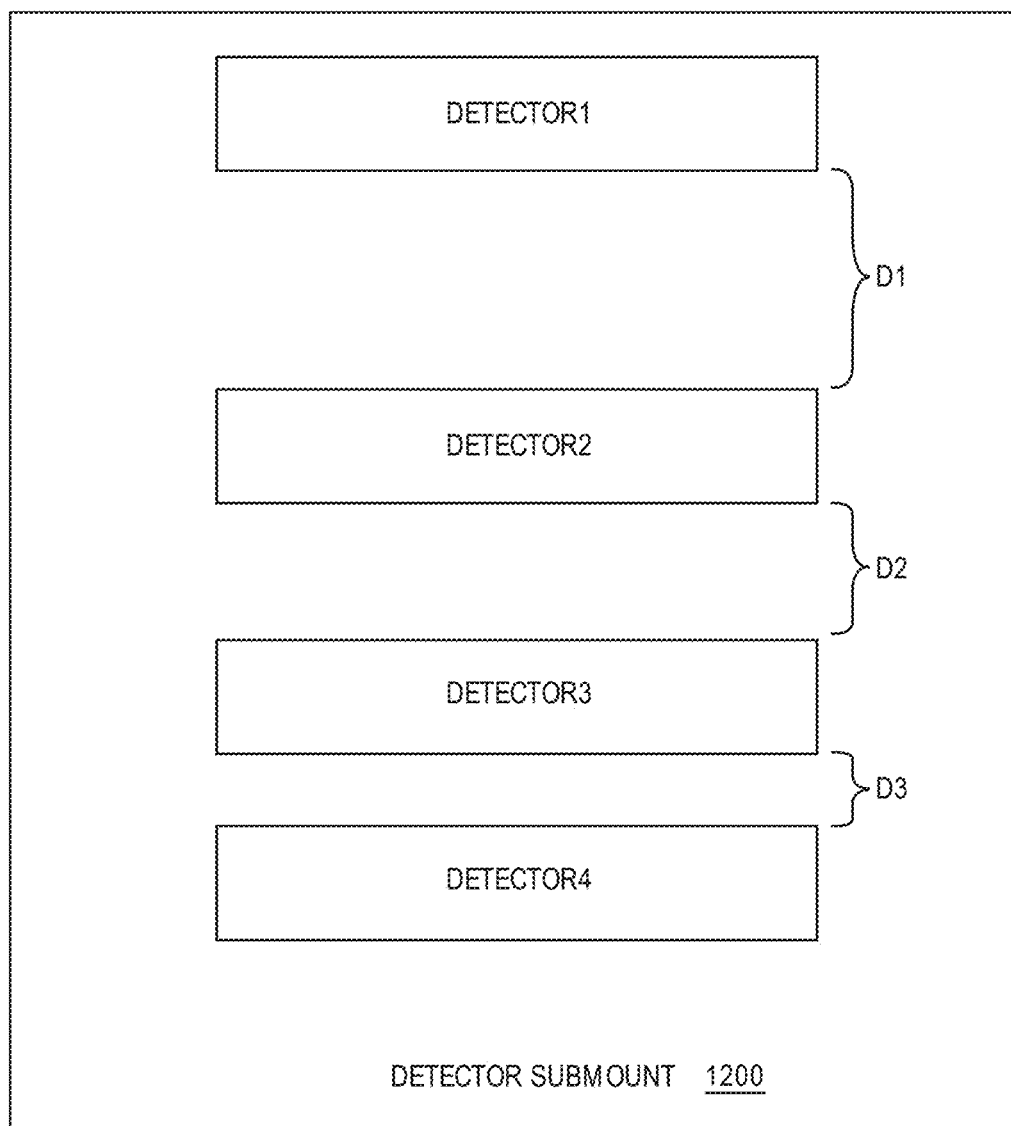 DETECTOR1
D1
DETECTOR2
D2
DETECTOR3
D3
DETECTOR4
DETECTOR SUBMOUNT 1200